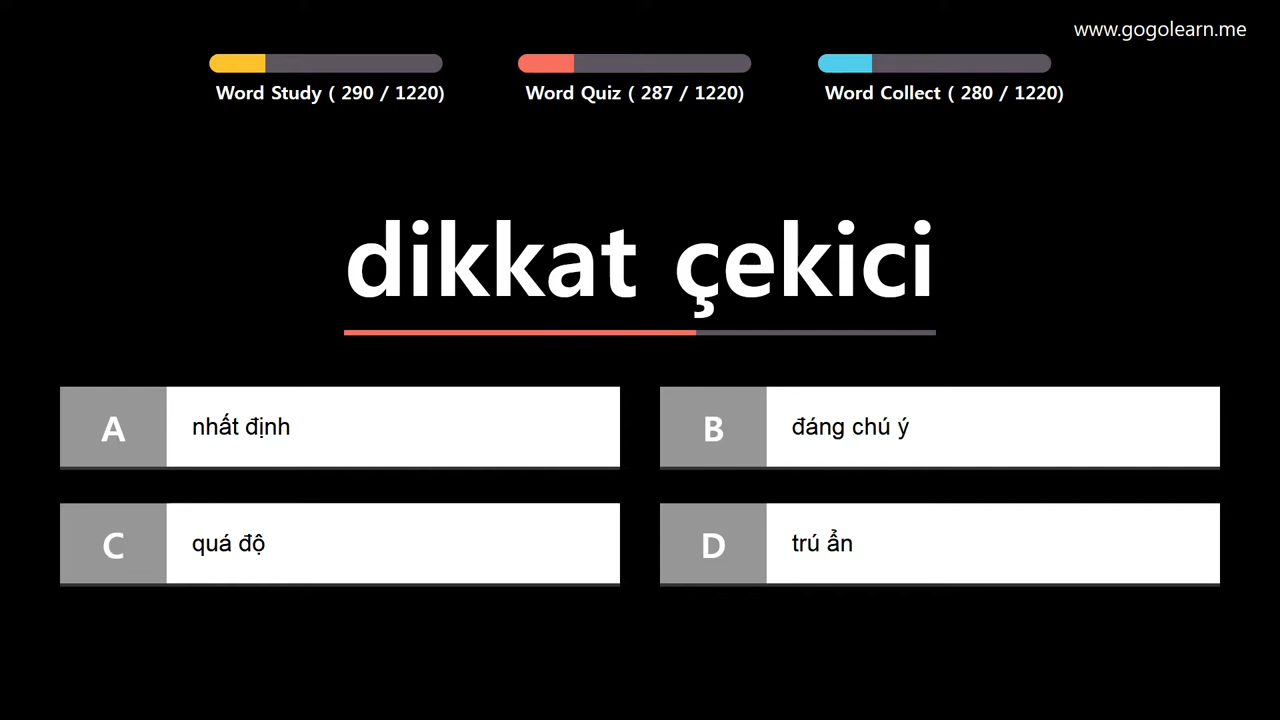 www.gogolearn.me
Word Study ( 290 / 1220)
Word Quiz ( 287 / 1220)
Word Collect ( 280 / 1220)
dikkat çekici
A
nhất định
B
đáng chú ý
C
quá độ
D
trú ẩn